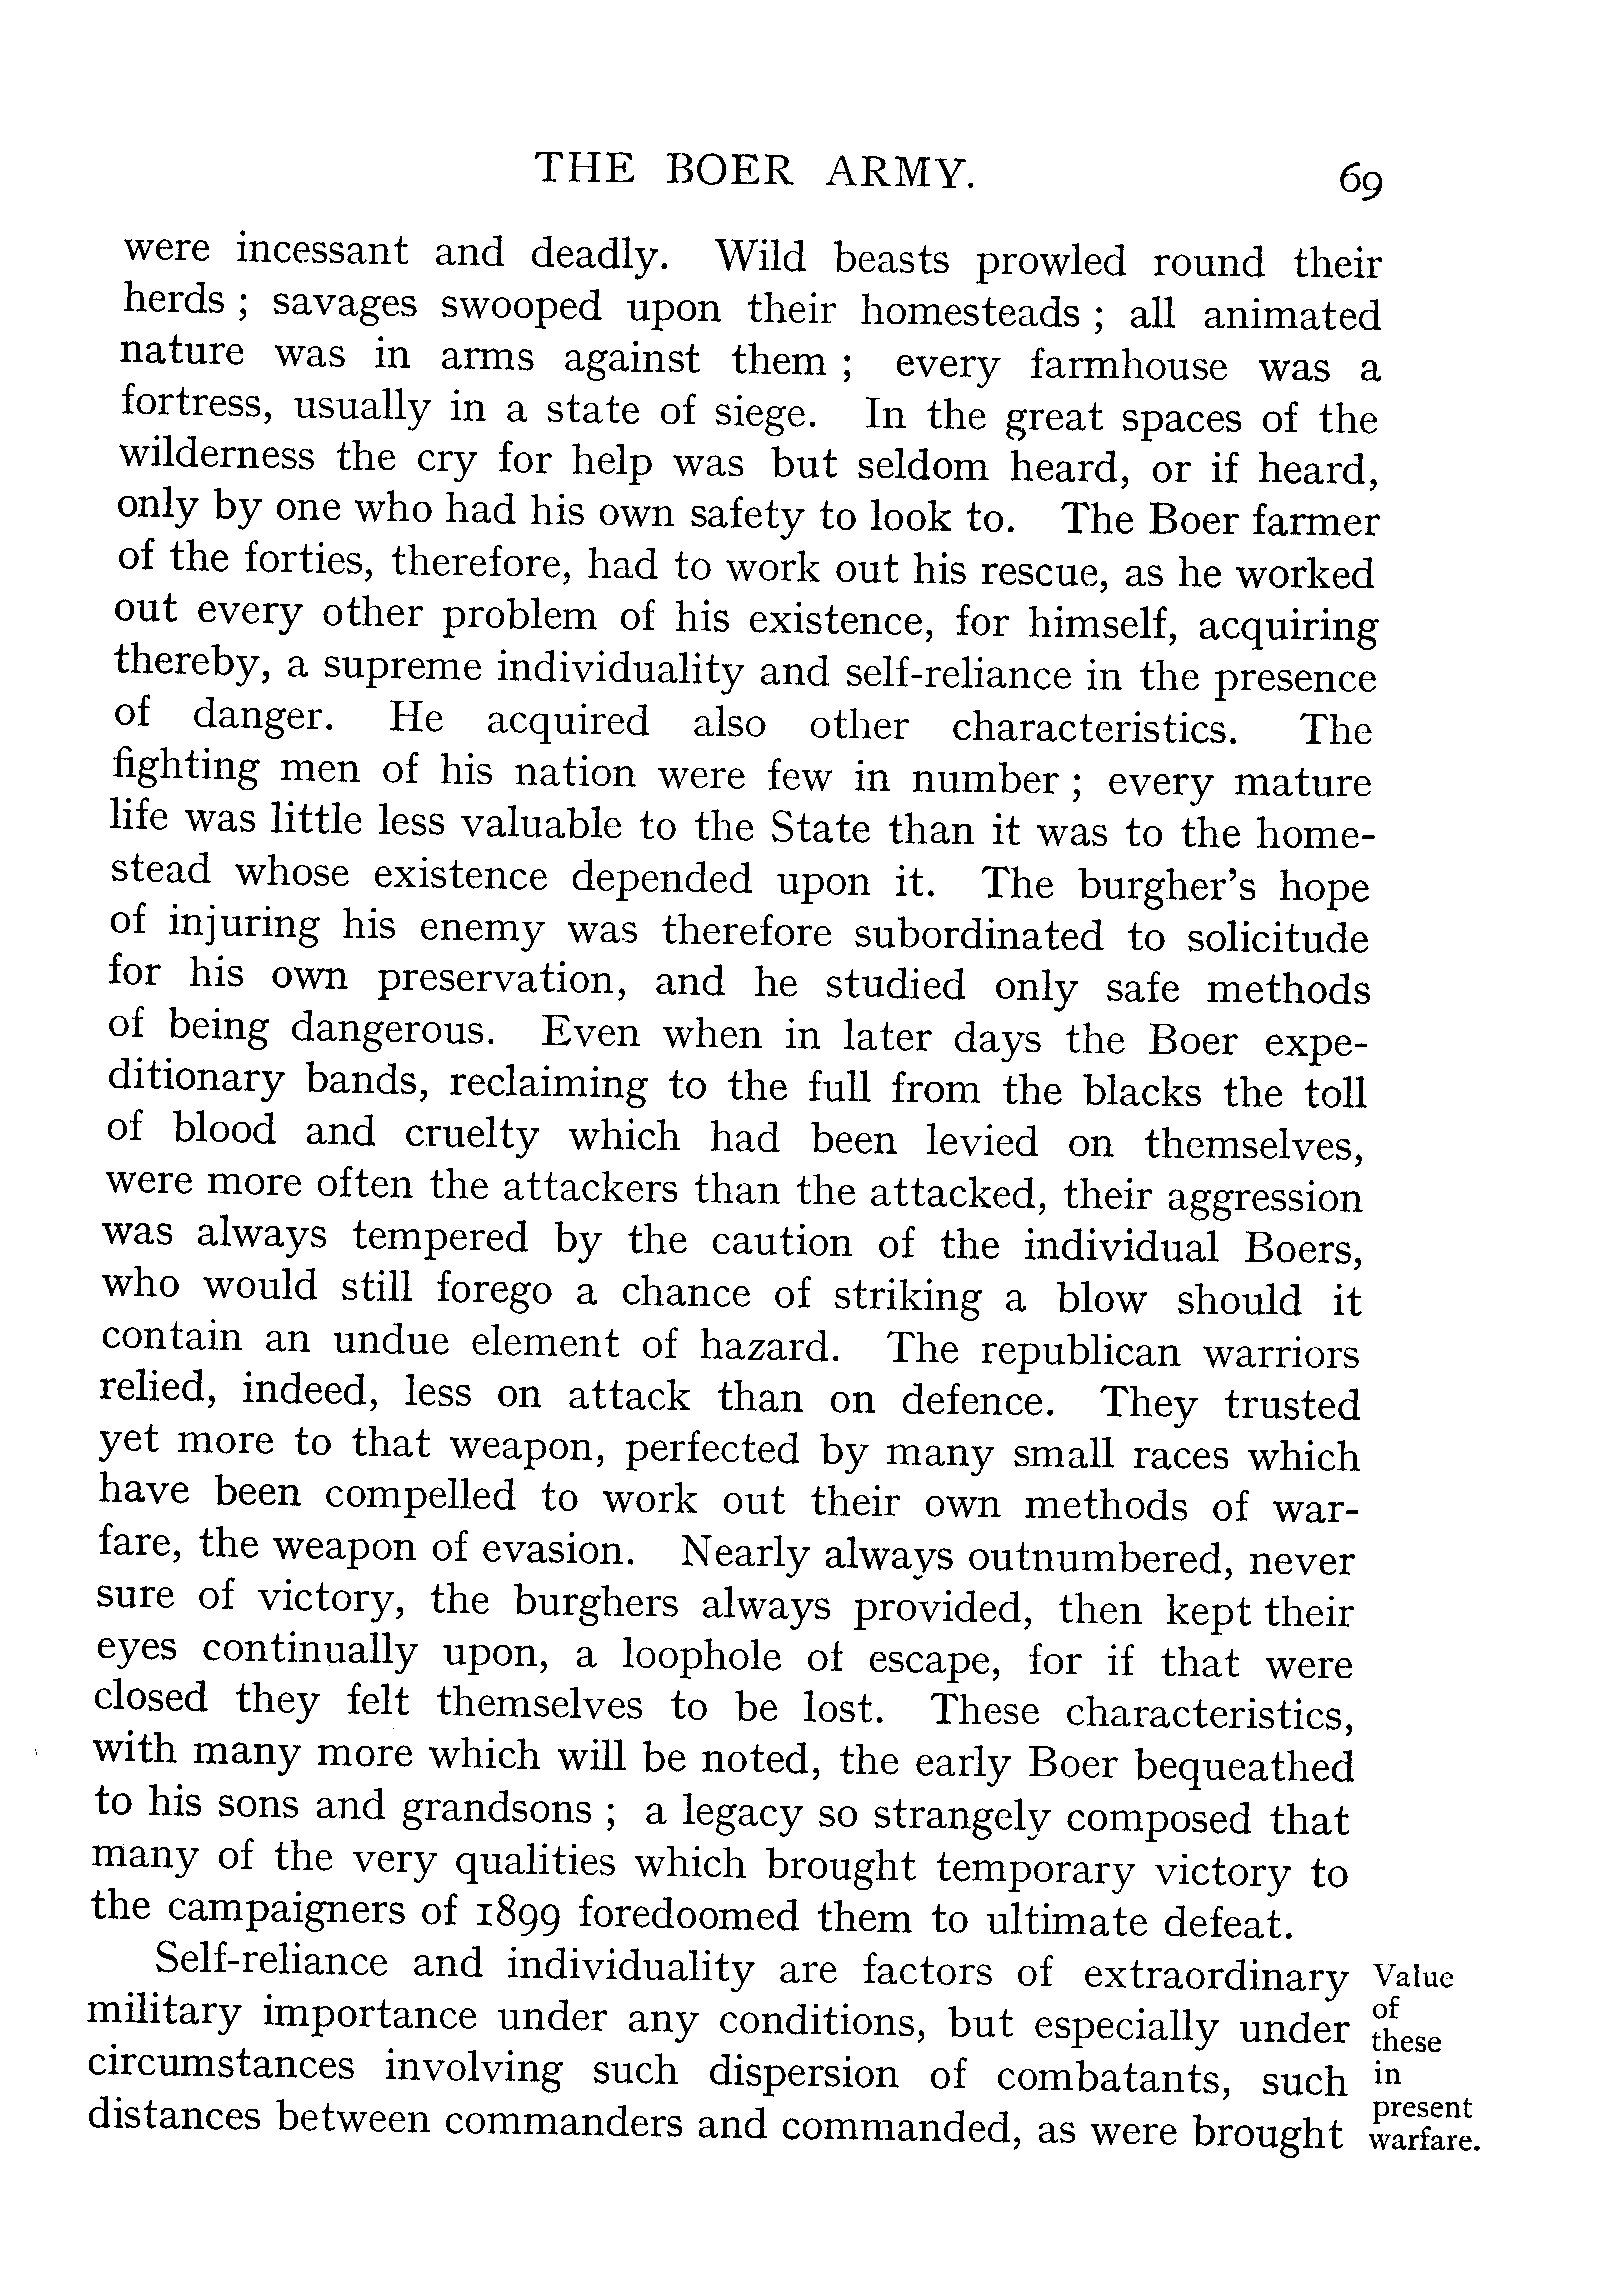 THE BOER ARMY. 69
were incessant and deadly. Wild beasts prowled round their
herds ; savages swooped upon their homesteads ; all animated
nature was in arms against them ; every farmhouse was a
fortress, usually in a state of siege. In the great spaces of the
wilderness the cry for help was but seldom heard, or if heard,
only by one who had his own safety to look to. The Boer farmer
of the forties, therefore, had to work out his rescue, as he worked
out every other problem of his existence, for himself, acquiring
thereby, a supreme individuality and self-reliance in the presence
of danger. He acquired also other characteristics. The
fighting men of his nation were few in number ; every mature
life was little less valuable to the State than it was to the home-
stead whose existence depended upon it. The burgher's hope
of injuring his enemy was therefore subordinated to solicitude
for his own preservation, and he studied only safe methods
of being dangerous. Even when in later days the Boer expe-
ditionary bands, reclaiming to the full from the blacks the toll
of blood and cruelty which had been levied on themselves,
were more often the attackers than the attacked, their aggression
was always tempered by the caution of the individual Boers,
who would still forego a chance of striking a blow should it
contain an undue element of hazard. The republican warriors
relied, indeed, less on attack than on defence. They trusted
yet more to that weapon, perfected by many small races which
have been compelled to work out their own methods of war-
fare, the weapon of evasion. Nearly always outnumbered, never
sure of victory, the burghers always provided, then kept their
eyes continually upon, a loophole of escape, for if that were
closed they felt themselves to be lost. These characteristics,
with many more which will be noted, the early Boer bequeathed
to his sons and grandsons ; a legacy so strangely composed that
many of the very qualities which brought temporary victory to
the campaigners of 1899 foredoomed them to ultimate defeat.
Self-reliance and individuality are factors of extraordinary
military importance under any conditions, but especially under
circumstances involving such dispersion of combatants, such
distances between commanders and commanded, as were brought
Value
of
these
in
present
warfare.